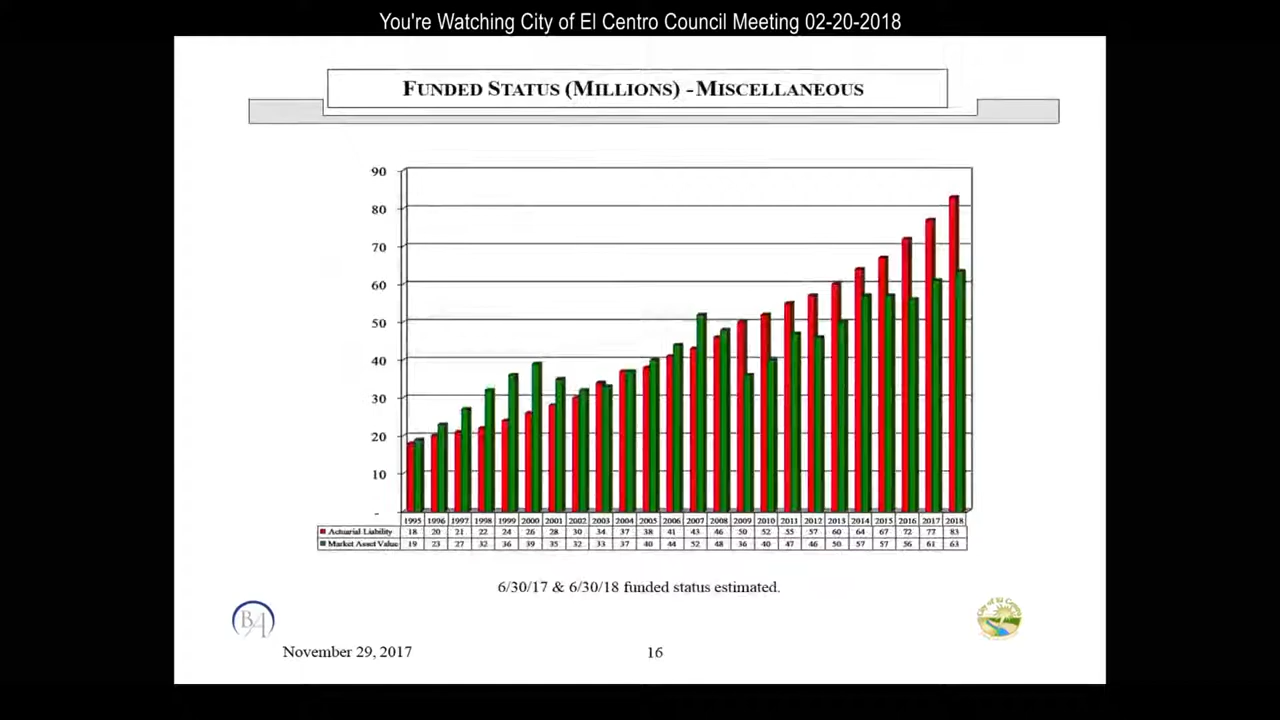 You're Watching City of El Centro Council Meeting 02-20-2018
FUNDED STATUS (MILLIONS) - MISCELLANEOUS
90
80
70
60
50
40
30
20
10
-
1995 1996 1997 1998 1999 2000 2001 2002 2003 2004 2005 2006 2007 2008 2009 2010 2011 2012 2013 2014 2015 2016 2017 2018
Actuarial Liability 18 20 21 22 24 26 28 30 34 37 38 41 43 46 50 52 55 57 60 64 67 72 77 83
Market Asset Value 19 23 27 32 36 39 35 32 33 37 40 44 52 48 36 40 47 46 50 57 57 56 61 63
6/30/17 & 6/30/18 funded status estimated.
BA
City of El Centro
November 29, 2017
16